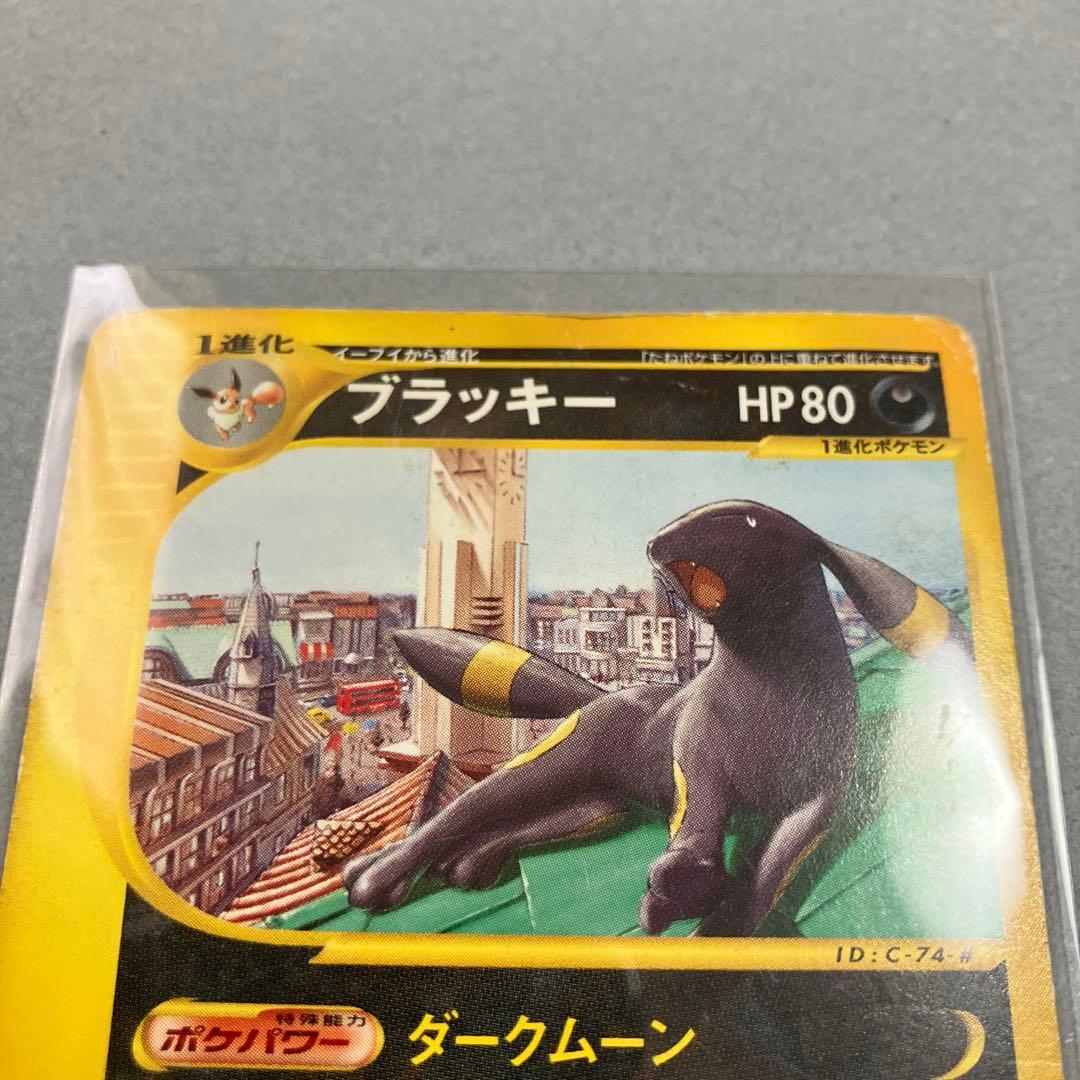 1進化
イーブイから進化
「たねポケモン」の上に重ねて進化させます
ブラッキー
HP80
1進化ポケモン
ID:C-74-#
特殊能力
ポケパワー
ダークムーン